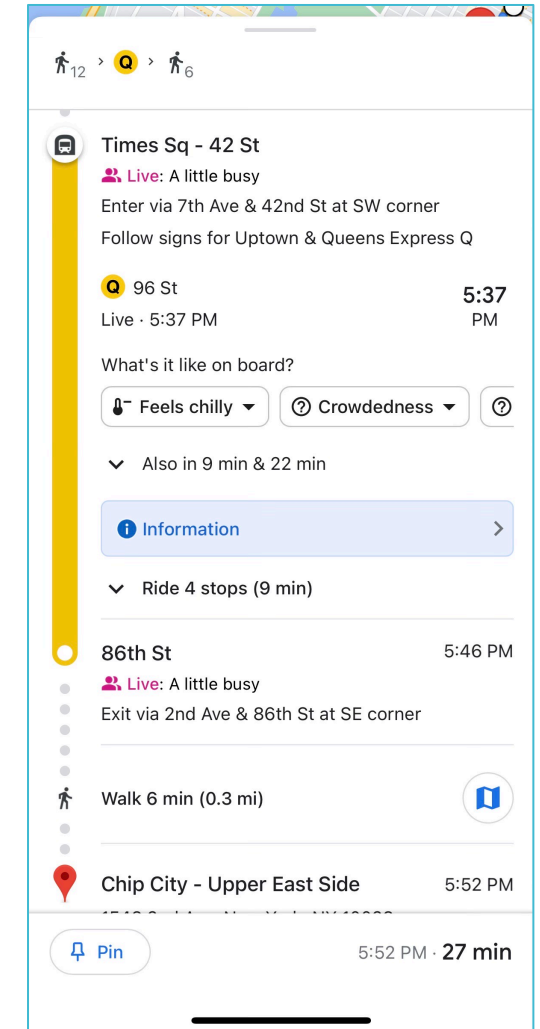 12 > Q > 6
Times Sq - 42 St
Live: A little busy
Enter via 7th Ave & 42nd St at SW corner
Follow signs for Uptown & Queens Express Q
Q 96 St
5:37
Live · 5:37 PM
PM
What's it like on board?
Feels chilly
Crowdedness
Also in 9 min & 22 min
Information
Ride 4 stops (9 min)
86th St
5:46 PM
Live: A little busy
Exit via 2nd Ave & 86th St at SE corner
Walk 6 min (0.3 mi)
Chip City - Upper East Side
5:52 PM
Pin
5:52 PM · 27 min